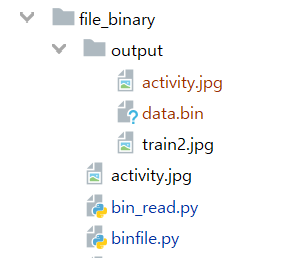 file_binary
output
activity.jpg
data.bin
train2.jpg
activity.jpg
bin_read.py
binfile.py